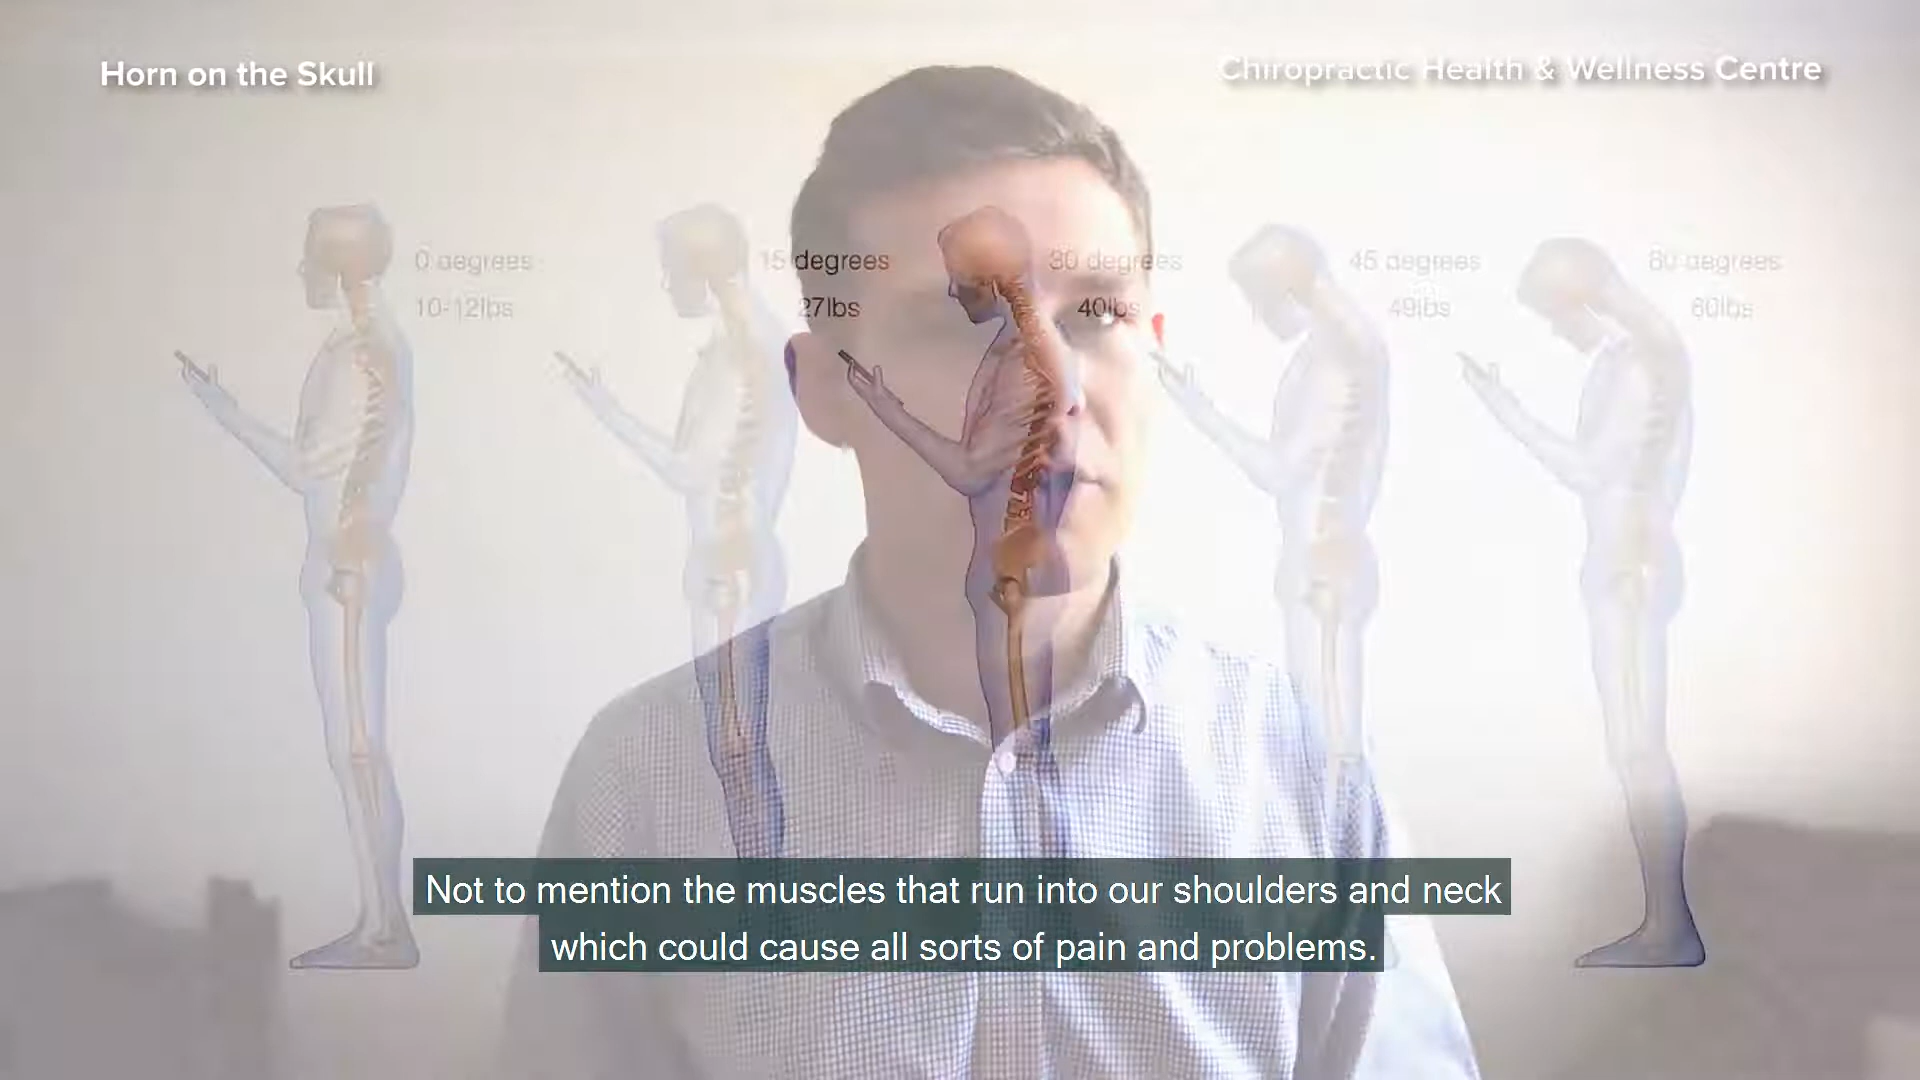 Horn on the Skull
Chiropractic Health & Wellness Centre
0 degrees
10-12lbs
15 degrees
27lbs
30 degrees
40lbs
45 degrees
49lbs
60 degrees
60lbs
Not to mention the muscles that run into our shoulders and neck
which could cause all sorts of pain and problems.